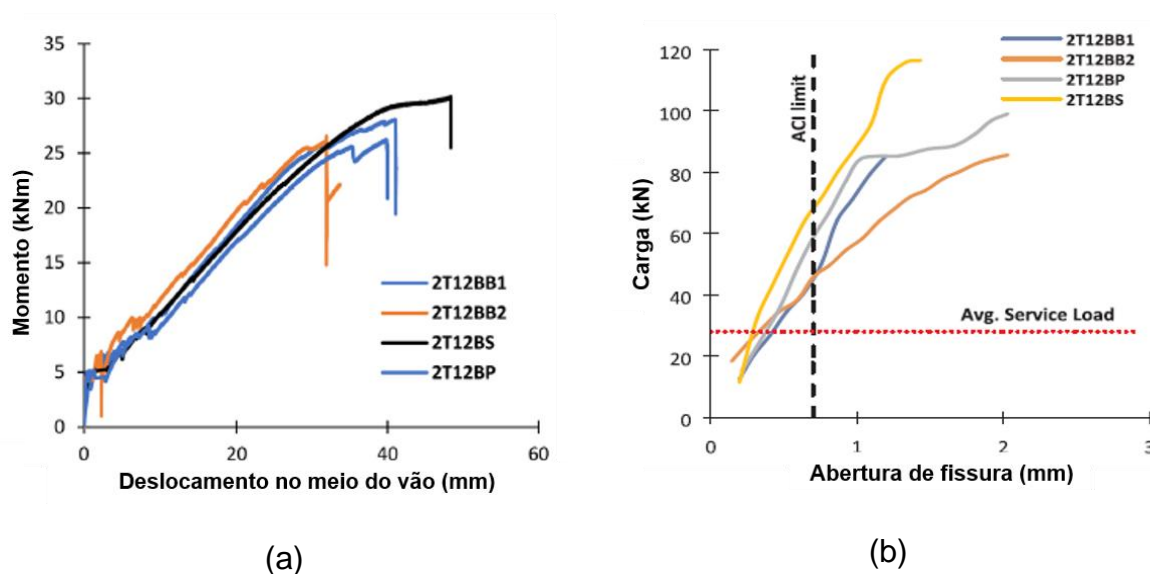 35
30
25
20
15
10
5
0
0 20 40 60
Momento (kNm)
Deslocamento no meio do vão (mm)
2T12BB1
2T12BB2
2T12BS
2T12BP
(a)
120
100
80
60
40
20
0
0 1 2 3
Carga (kN)
Abertura de fissura (mm)
ACI limit
Avg. Service Load
2T12BB1
2T12BB2
2T12BP
2T12BS
(b)